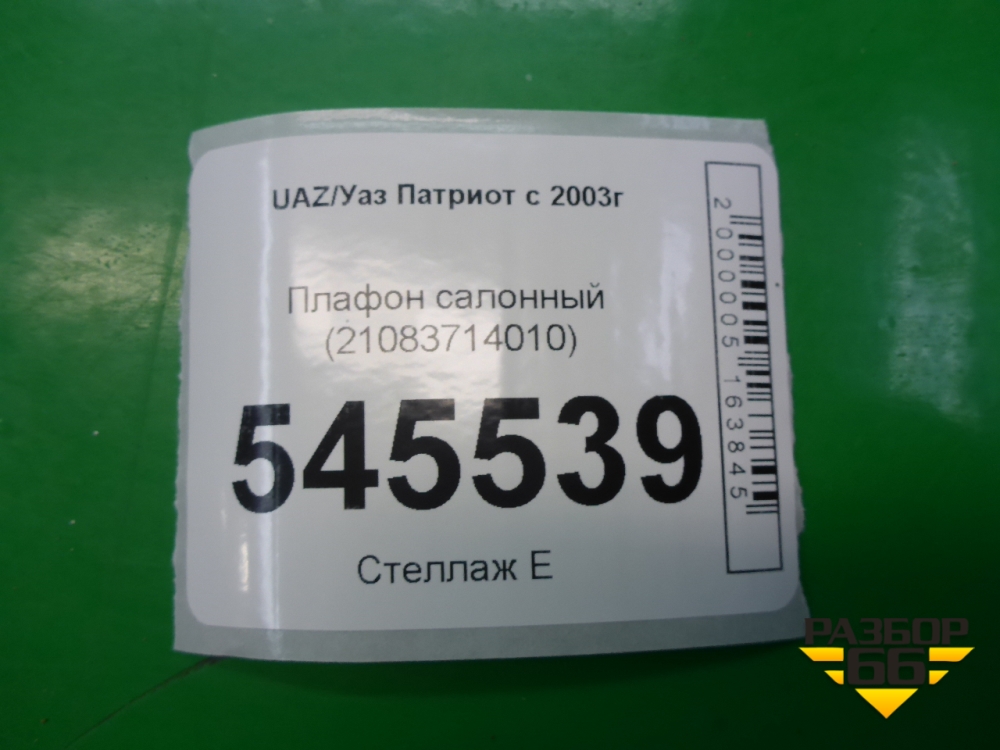 UAZ/Уаз Патриот с 2003г
Плафон салонный
(21083714010)
545539
Стеллаж Е
2000005163845
РАЗБОР
66